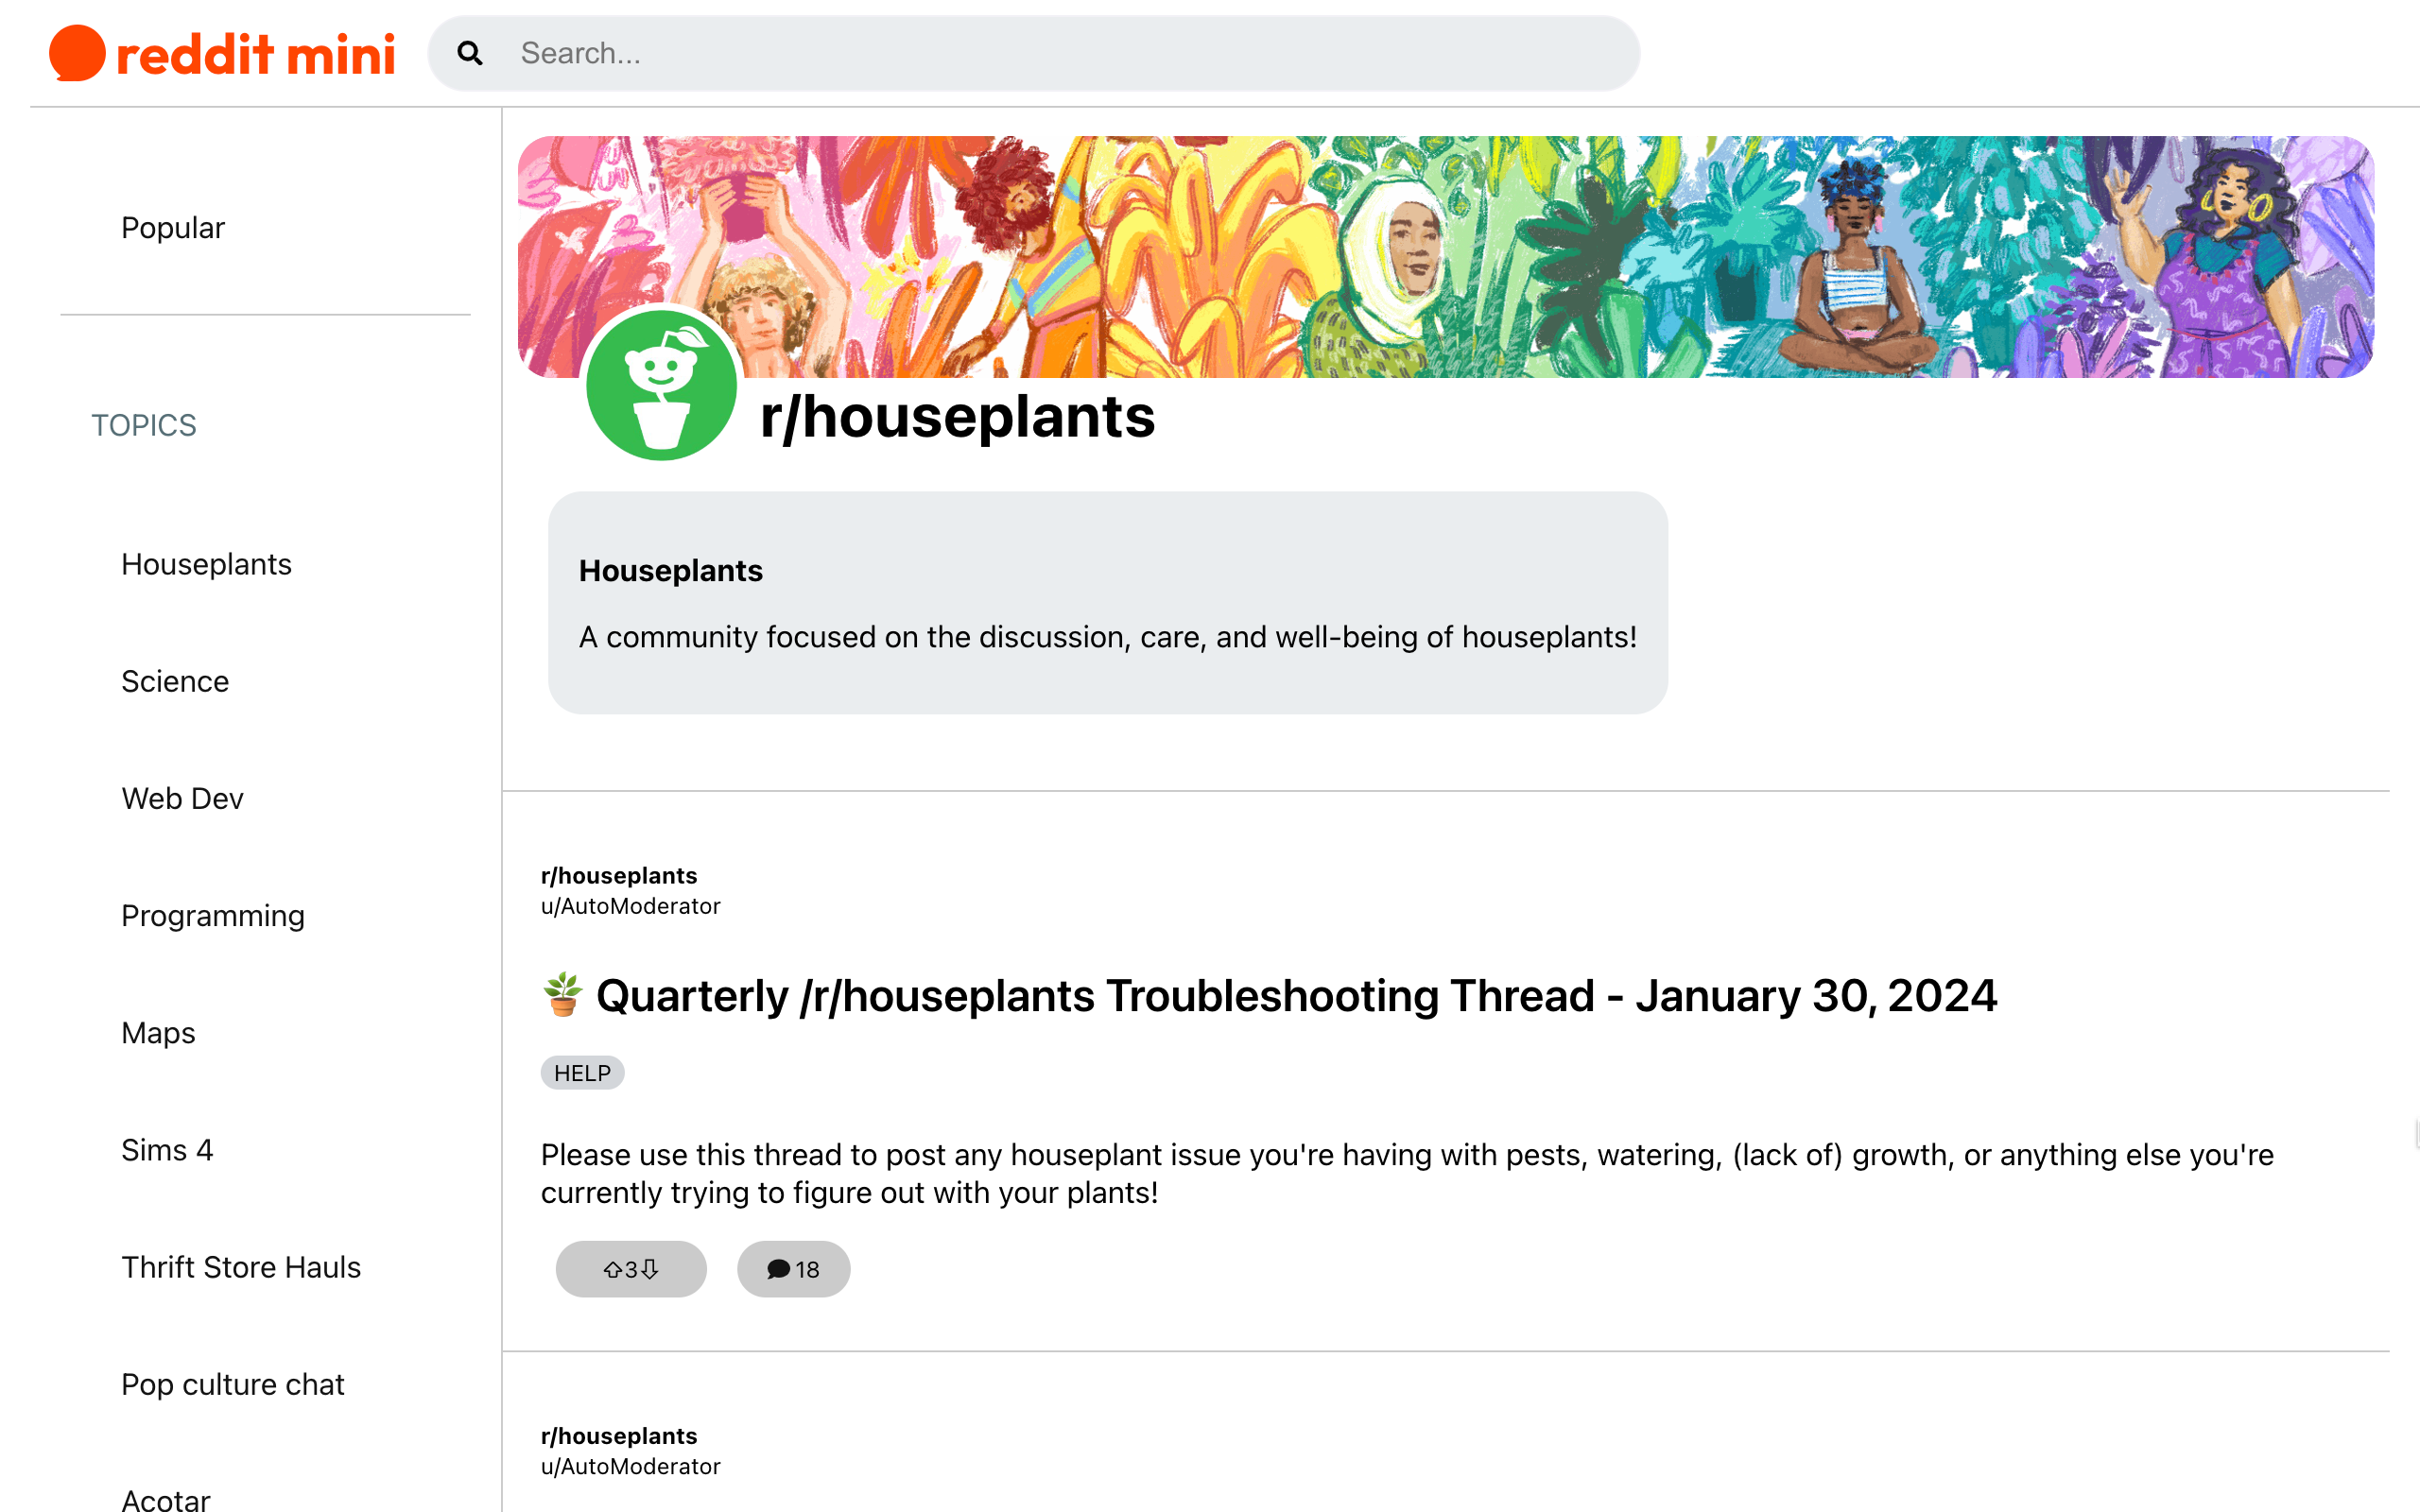 reddit mini
Search...
Popular
TOPICS
Houseplants
Science
Web Dev
Programming
Maps
Sims 4
Thrift Store Hauls
Pop culture chat
Acotar
r/houseplants
Houseplants
A community focused on the discussion, care, and well-being of houseplants!
r/houseplants
u/AutoModerator
🪴 Quarterly /r/houseplants Troubleshooting Thread - January 30, 2024
HELP
Please use this thread to post any houseplant issue you're having with pests, watering, (lack of) growth, or anything else you're
currently trying to figure out with your plants!
3
18
r/houseplants
u/AutoModerator